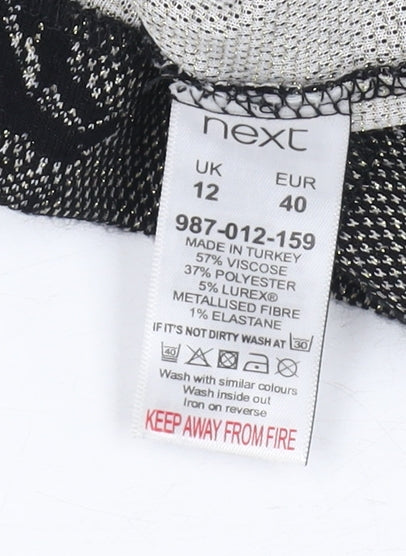 next
UK EUR
12 40
987-012-159
MADE IN TURKEY
57% VISCOSE
37% POLYESTER
5% LUREX®
METALLISED FIBRE
1% ELASTANE
IF IT'S NOT DIRTY WASH AT 30
40
Wash with similar colours
Wash inside out
Iron on reverse
KEEP AWAY FROM FIRE